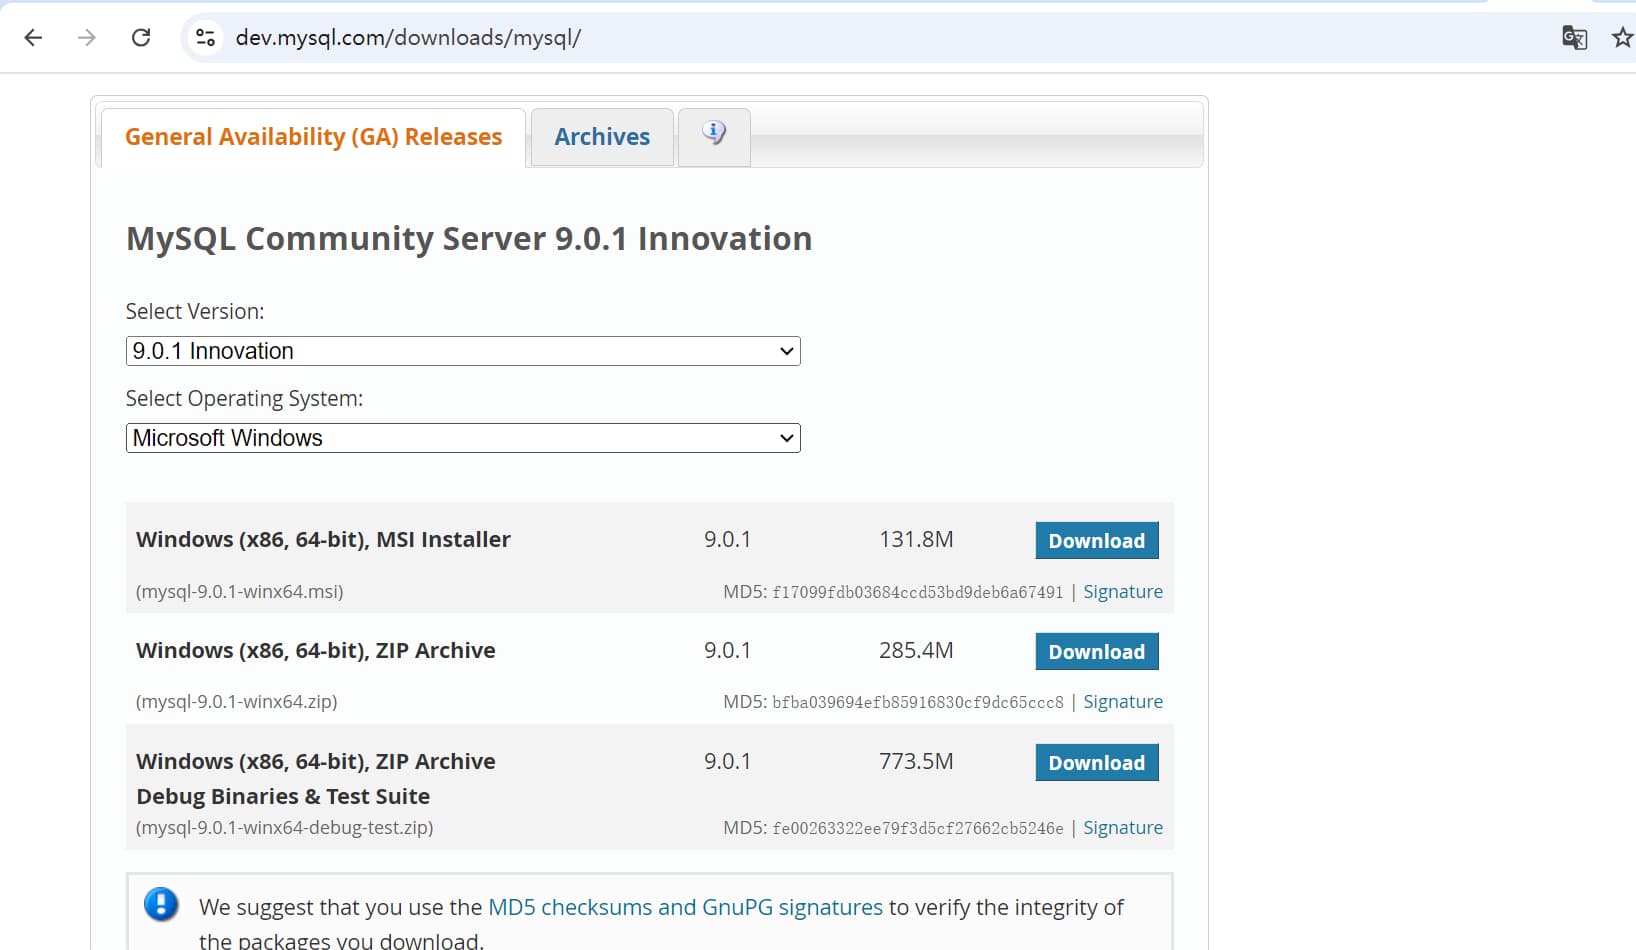 dev.mysql.com/downloads/mysql/
General Availability (GA) Releases
Archives
MySQL Community Server 9.0.1 Innovation
Select Version:
9.0.1 Innovation
Select Operating System:
Microsoft Windows
Windows (x86, 64-bit), MSI Installer 9.0.1 131.8M Download
(mysql-9.0.1-winx64.msi) MD5: f17099fdb03684ccd53bd9deb6a67491 | Signature
Windows (x86, 64-bit), ZIP Archive 9.0.1 285.4M Download
(mysql-9.0.1-winx64.zip) MD5: bfba039694efb85916830cf9dc65ccc8 | Signature
Windows (x86, 64-bit), ZIP Archive 9.0.1 773.5M Download
Debug Binaries & Test Suite
(mysql-9.0.1-winx64-debug-test.zip) MD5: fe00263322ee79f3d5cf27662cb5246e | Signature
We suggest that you use the MD5 checksums and GnuPG signatures to verify the integrity of
the packages you download.